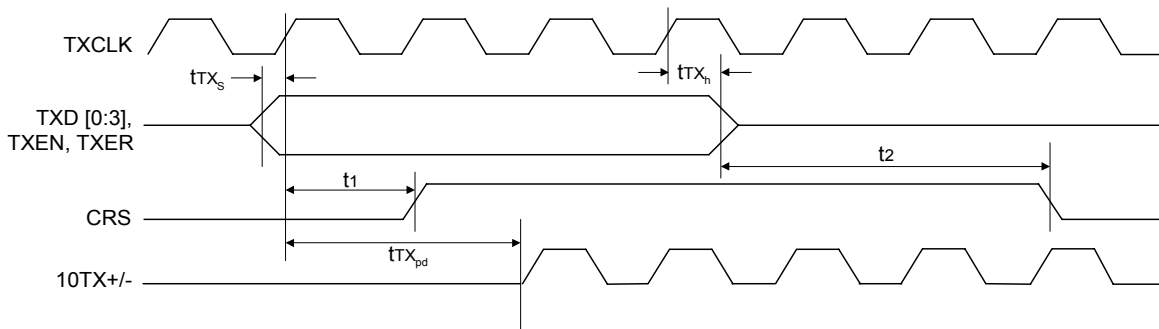 TXCLK
tTXs
tTXh
TXD [0:3],
TXEN, TXER
t2
t1
CRS
tTXpd
10TX+/-